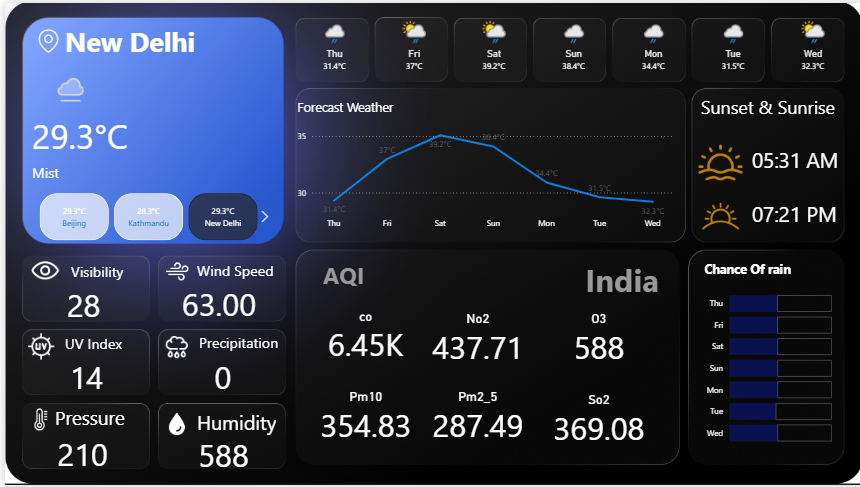 New Delhi
29.3°C
Mist
29.3°C
Beijing
28.3°C
Kathmandu
29.3°C
New Delhi
Thu
31.4°C
Fri
37°C
Sat
39.2°C
Sun
38.4°C
Mon
34.4°C
Tue
31.5°C
Wed
32.3°C
Forecast Weather
35
30
37°C
39.2°C
38.4°C
34.4°C
31.5°C
31.4°C
32.3°C
Thu Fri Sat Sun Mon Tue Wed
Sunset & Sunrise
05:31 AM
07:21 PM
Visibility
28
Wind Speed
63.00
UV
UV Index
14
Precipitation
0
Pressure
210
Humidity
588
AQI
India
co
6.45K
No2
437.71
O3
588
Pm10
354.83
Pm2_5
287.49
So2
369.08
Chance Of rain
Thu
Fri
Sat
Sun
Mon
Tue
Wed